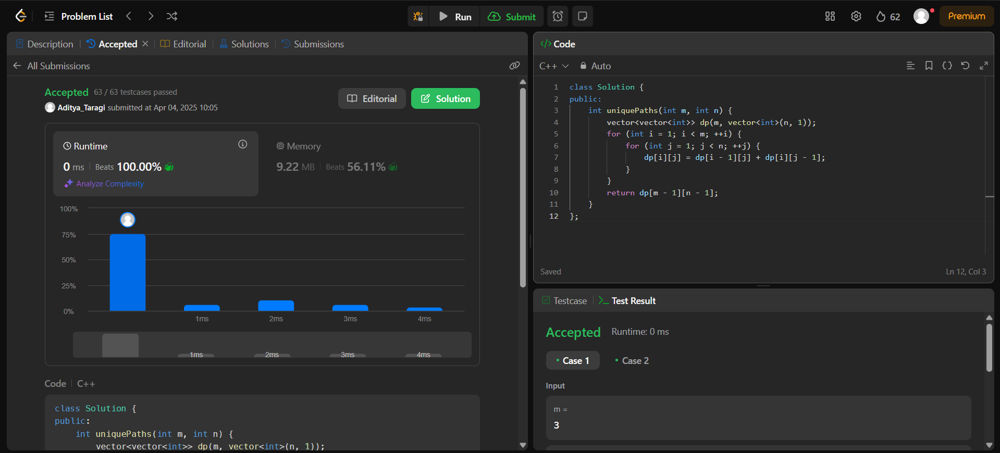 Problem List
Run
Submit
62
Premium
Description
Accepted
Editorial
Solutions
Submissions
All Submissions
Accepted 63 / 63 testcases passed
Aditya_Taragi submitted at Apr 04, 2025 10:05
Editorial
Solution
Runtime
0 ms Beats 100.00%
Analyze Complexity
Memory
9.22 MB Beats 56.11%
100%
75%
50%
25%
0%
1ms 2ms 3ms 4ms
1ms 2ms 3ms 4ms
Code C++
class Solution {
public:
    int uniquePaths(int m, int n) {
        vector<vector<int>> dp(m, vector<int>(n, 1));
Code
C++ Auto
1 class Solution {
2 public:
3     int uniquePaths(int m, int n) {
4         vector<vector<int>> dp(m, vector<int>(n, 1));
5         for (int i = 1; i < m; ++i) {
6             for (int j = 1; j < n; ++j) {
7                 dp[i][j] = dp[i - 1][j] + dp[i][j - 1];
8             }
9         }
10         return dp[m - 1][n - 1];
11     }
12 };
Saved
Ln 12, Col 3
Testcase
Test Result
Accepted Runtime: 0 ms
Case 1
Case 2
Input
m =
3